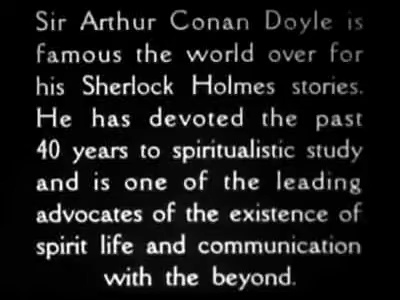 Sir Arthur Conan Doyle is
famous the world over for
his Sherlock Holmes stories.
He has devoted the past
40 years to spiritualistic study
and is one of the leading
advocates of the existence of
spirit life and communication
with the beyond.